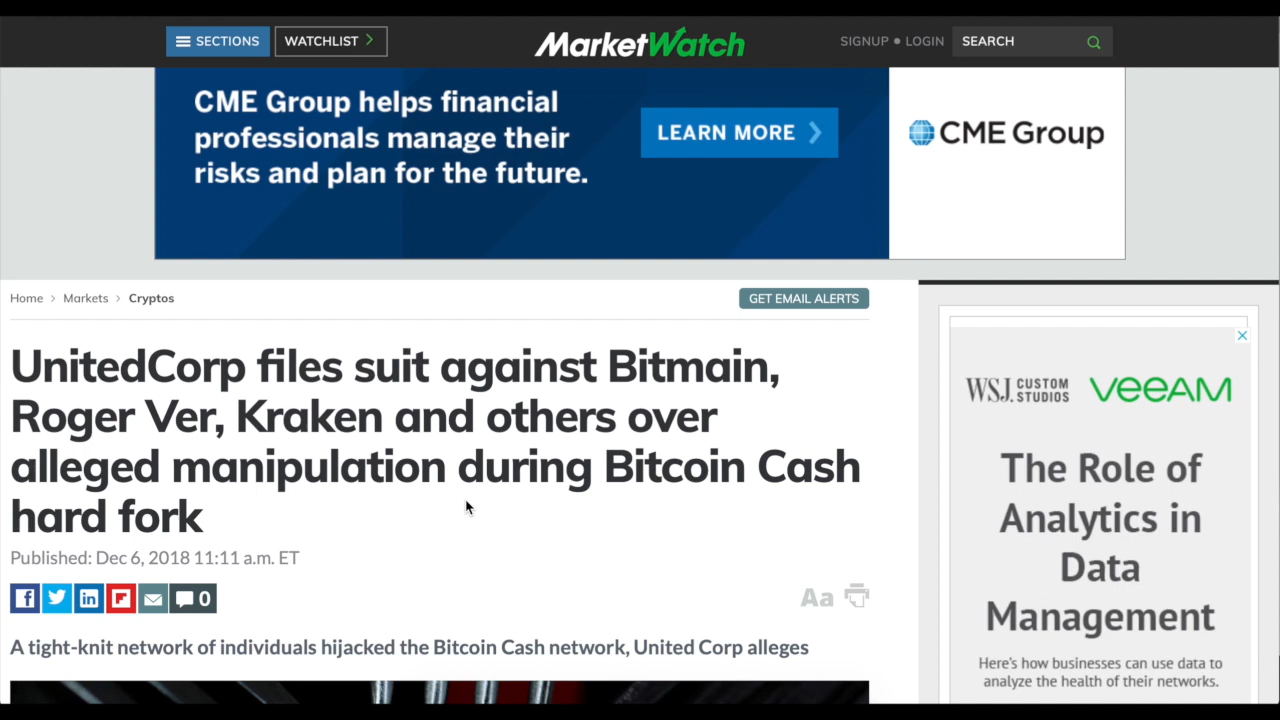 SECTIONS
WATCHLIST
MarketWatch
SIGNUP • LOGIN
SEARCH
CME Group helps financial
professionals manage their
risks and plan for the future.
LEARN MORE
CME Group
Home > Markets > Cryptos
GET EMAIL ALERTS
UnitedCorp files suit against Bitmain,
Roger Ver, Kraken and others over
alleged manipulation during Bitcoin Cash
hard fork
Published: Dec 6, 2018 11:11 a.m. ET
0
Aa
A tight-knit network of individuals hijacked the Bitcoin Cash network, United Corp alleges
WSJ. CUSTOM
STUDIOS
VEEAM
The Role of
Analytics in
Data
Management
Here's how businesses can use data to
analyze the health of their networks.